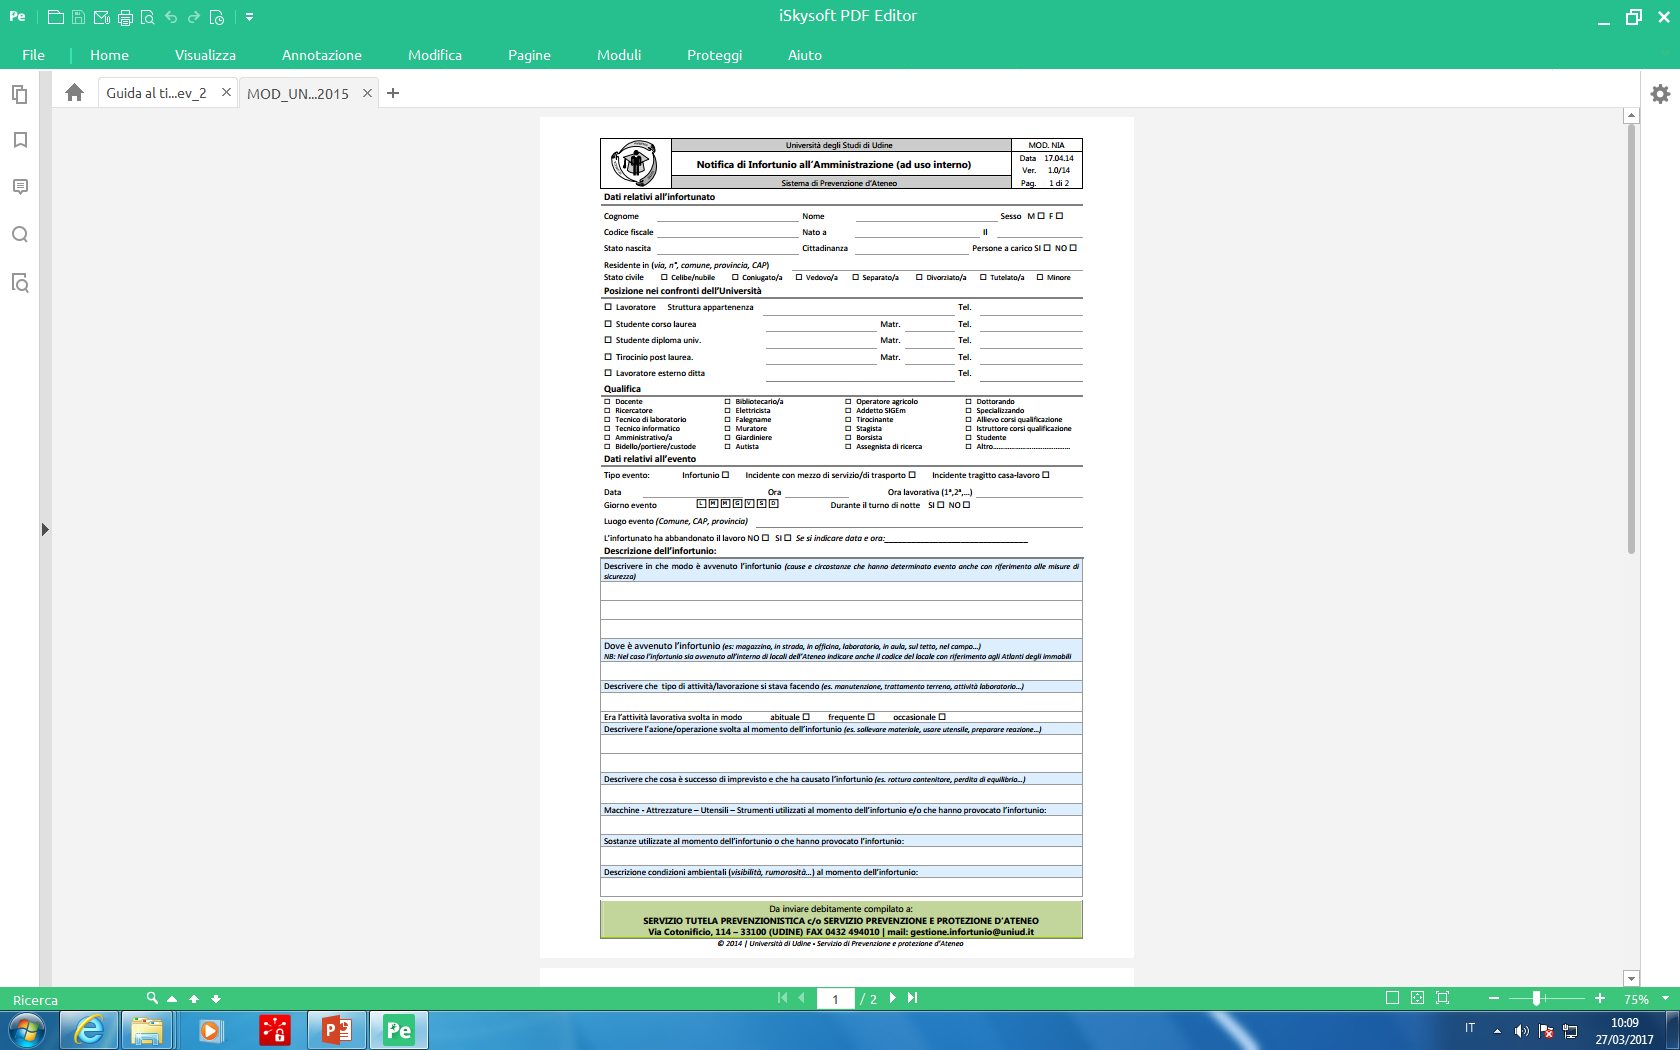 Pe
iSkysoft PDF Editor
File Home Visualizza Annotazione Modifica Pagine Moduli Proteggi Aiuto
Guida al ti...ev_2 MOD_UN...2015
Università degli Studi di Udine
MOD. NIA
Notifica di Infortunio all'Amministrazione (ad uso interno)
Data 17.04.14
Ver. 1.0/14
Sistema di Prevenzione d'Ateneo
Pag. 1 di 2
Dati relativi all'infortunato
Cognome Nome Sesso M F
Codice fiscale Nato a Il
Stato nascita Cittadinanza Persone a carico SI NO
Residente in (via, n°, comune, provincia, CAP)
Stato civile Celibe/nubile Coniugato/a Vedovo/a Separato/a Divorziato/a Tutelato/a Minore
Posizione nei confronti dell'Università
Lavoratore Struttura appartenenza Tel.
Studente corso laurea Matr. Tel.
Studente diploma univ. Matr. Tel.
Tirocinio post laurea. Matr. Tel.
Lavoratore esterno ditta Tel.
Qualifica
Docente Bibliotecario/a Operatore agricolo Dottorando
Ricercatore Elettricista Addetto SIGEm Specializzando
Tecnico di laboratorio Falegname Tirocinante Allievo corsi qualificazione
Tecnico informatico Muratore Stagista Istruttore corsi qualificazione
Amministrativo/a Giardiniere Borsista Studente
Bidello/portiere/custode Autista Assegnista di ricerca Altro.......................................
Dati relativi all'evento
Tipo evento: Infortunio Incidente con mezzo di servizio/di trasporto Incidente tragitto casa-lavoro
Data Ora Ora lavorativa (1ª,2ª,...)
Giorno evento L M M G V S D Durante il turno di notte SI NO
Luogo evento (Comune, CAP, provincia)
L'infortunato ha abbandonato il lavoro NO SI Se si indicare data e ora:
Descrizione dell'infortunio:
Descrivere in che modo è avvenuto l'infortunio (cause e circostanze che hanno determinato evento anche con riferimento alle misure di
sicurezza)
Dove è avvenuto l'infortunio (es: magazzino, in strada, in officina, laboratorio, in aula, sul tetto, nel campo...)
NB: Nel caso l'infortunio sia avvenuto all'interno di locali dell'Ateneo indicare anche il codice del locale con riferimento agli Atlanti degli immobili
Descrivere che tipo di attività/lavorazione si stava facendo (es. manutenzione, trattamento terreno, attività laboratorio...)
Era l'attività lavorativa svolta in modo abituale frequente occasionale
Descrivere l'azione/operazione svolta al momento dell'infortunio (es. sollevare materiale, usare utensile, preparare reazione...)
Descrivere che cosa è successo di imprevisto e che ha causato l'infortunio (es. rottura contenitore, perdita di equilibrio...)
Macchine - Attrezzature – Utensili – Strumenti utilizzati al momento dell'infortunio e/o che hanno provocato l'infortunio:
Sostanze utilizzate al momento dell'infortunio o che hanno provocato l'infortunio:
Descrizione condizioni ambientali (visibilità, rumorosità...) al momento dell'infortunio:
Da inviare debitamente compilato a:
SERVIZIO TUTELA PREVENZIONISTICA c/o SERVIZIO PREVENZIONE E PROTEZIONE D'ATENEO
Via Cotonificio, 114 – 33100 (UDINE) FAX 0432 494010 | mail: gestione.infortunio@uniud.it
© 2014 | Università di Udine • Servizio di Prevenzione e protezione d'Ateneo
Ricerca 1 / 2 75%
Pe
IT 10:09
27/03/2017